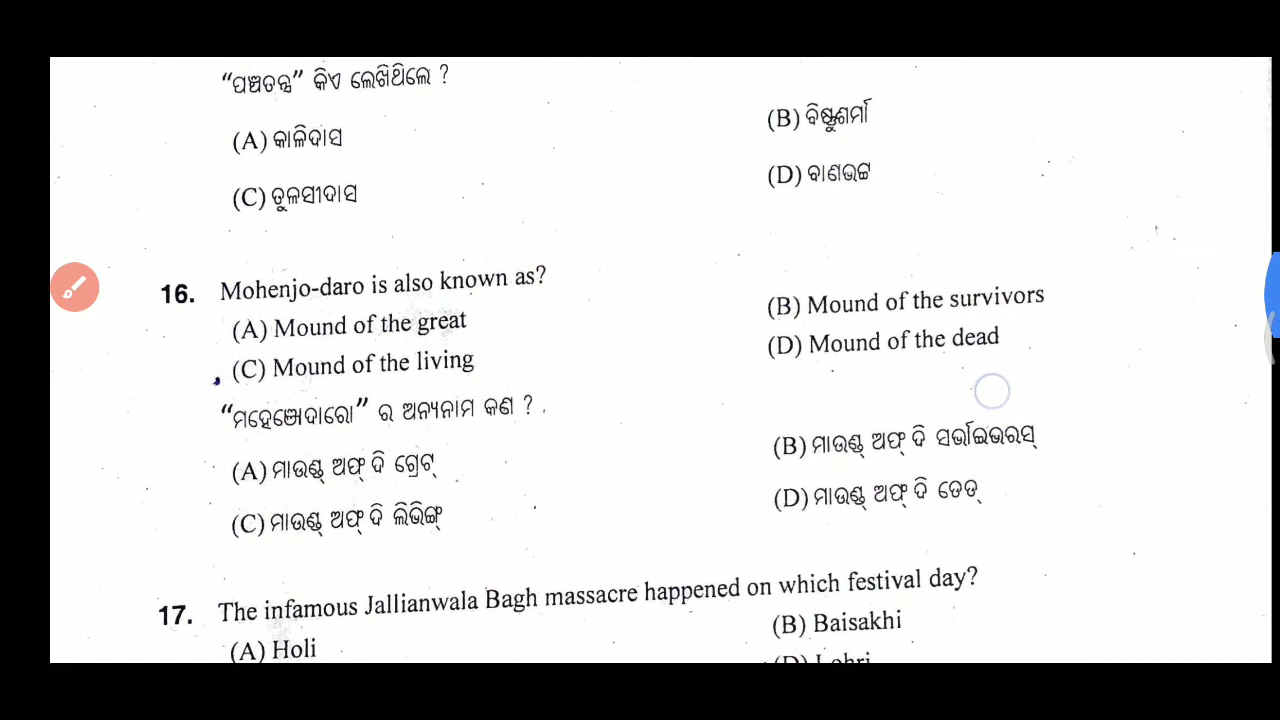 “ପଞ୍ଚତନ୍ତ୍ର” କିଏ ଲେଖିଥିଲେ ?
(A) କାଳିଦାସ
(B) ବିଷ୍ଣୁଶର୍ମା
(C) ତୁଳସୀଦାସ
(D) ବାଣଭଟ୍ଟ
16. Mohenjo-daro is also known as?
(A) Mound of the great
(B) Mound of the survivors
(C) Mound of the living
(D) Mound of the dead
“ମହେଞ୍ଜୋଦାରୋ” ର ଅନ୍ୟନାମ କଣ ?
(A) ମାଉଣ୍ଡ୍ ଅଫ୍ ଦି ଗ୍ରେଟ୍
(B) ମାଉଣ୍ଡ୍ ଅଫ୍ ଦି ସର୍ଭାଇଭରସ୍
(C) ମାଉଣ୍ଡ୍ ଅଫ୍ ଦି ଲିଭିଙ୍ଗ୍
(D) ମାଉଣ୍ଡ୍ ଅଫ୍ ଦି ଡେଡ୍
17. The infamous Jallianwala Bagh massacre happened on which festival day?
(A) Holi
(B) Baisakhi
(D) Lohri